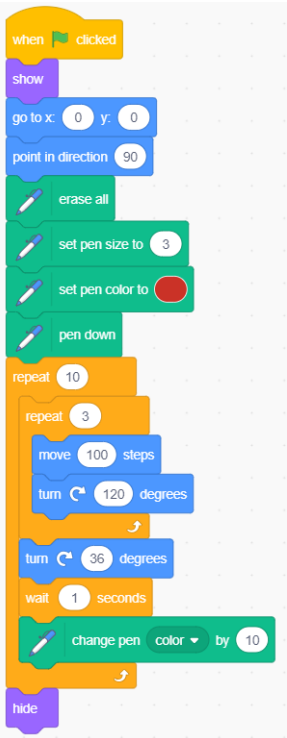 when clicked
show
go to x: 0 y: 0
point in direction 90
erase all
set pen size to 3
set pen color to
pen down
repeat 10
repeat 3
move 100 steps
turn 120 degrees
turn 36 degrees
wait 1 seconds
change pen color by 10
hide